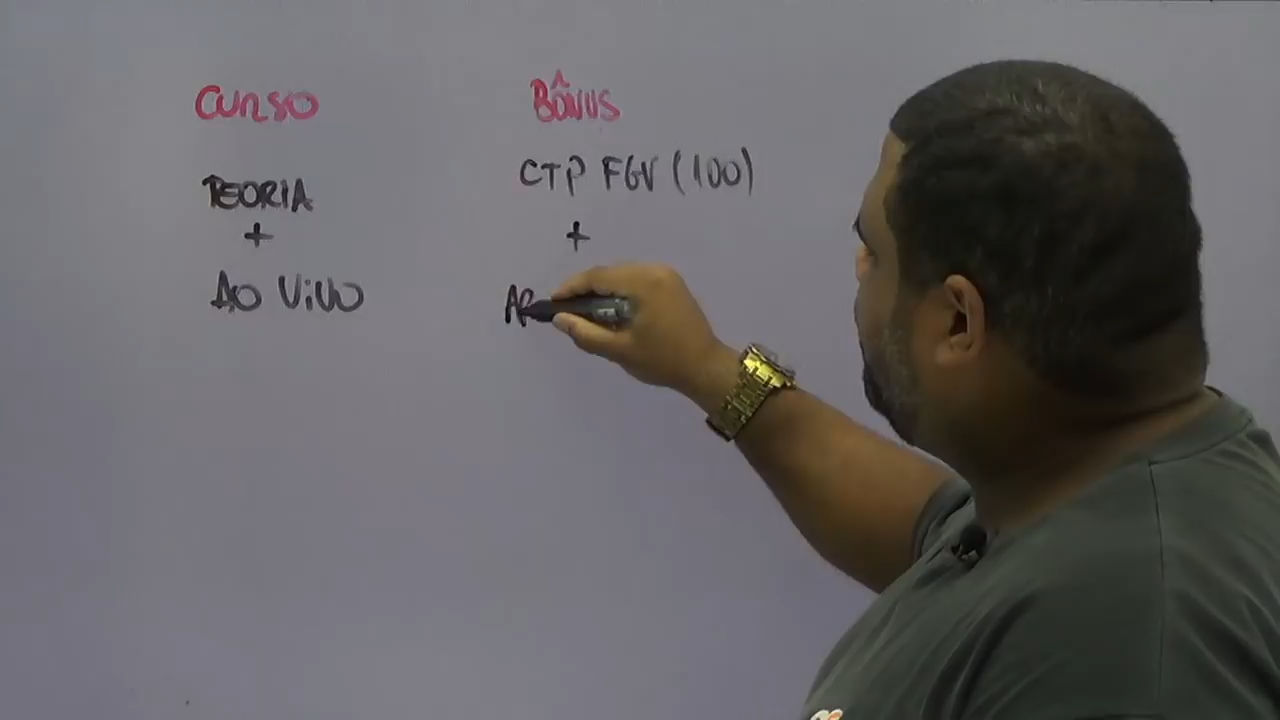 CURSO
TEORIA
+
AO VIVO
BÔNUS
CTP FGV (100)
+